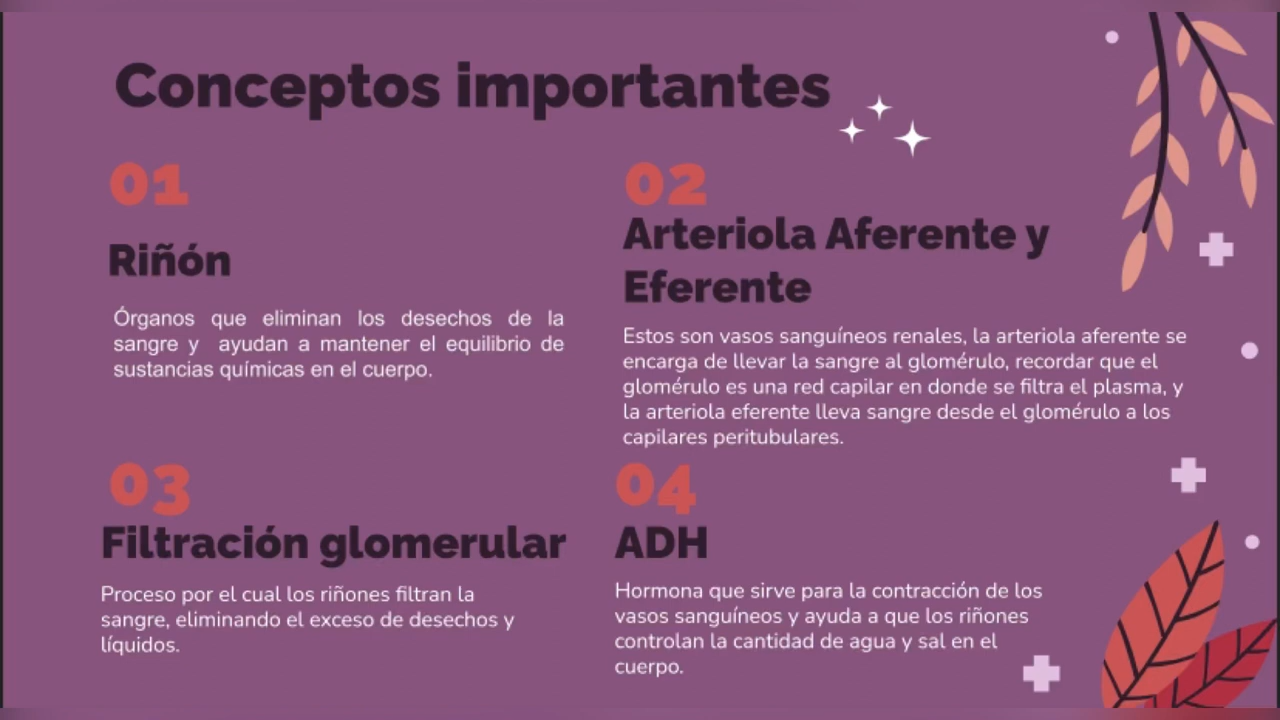 Conceptos importantes
01
Riñón
Órganos que eliminan los desechos de la
sangre y ayudan a mantener el equilibrio de
sustancias químicas en el cuerpo.
02
Arteriola Aferente y
Eferente
Estos son vasos sanguíneos renales, la arteriola aferente se
encarga de llevar la sangre al glomérulo, recordar que el
glomérulo es una red capilar en donde se filtra el plasma, y
la arteriola eferente lleva sangre desde el glomérulo a los
capilares peritubulares.
03
Filtración glomerular
Proceso por el cual los riñones filtran la
sangre, eliminando el exceso de desechos y
líquidos.
04
ADH
Hormona que sirve para la contracción de los
vasos sanguíneos y ayuda a que los riñones
controlan la cantidad de agua y sal en el
cuerpo.